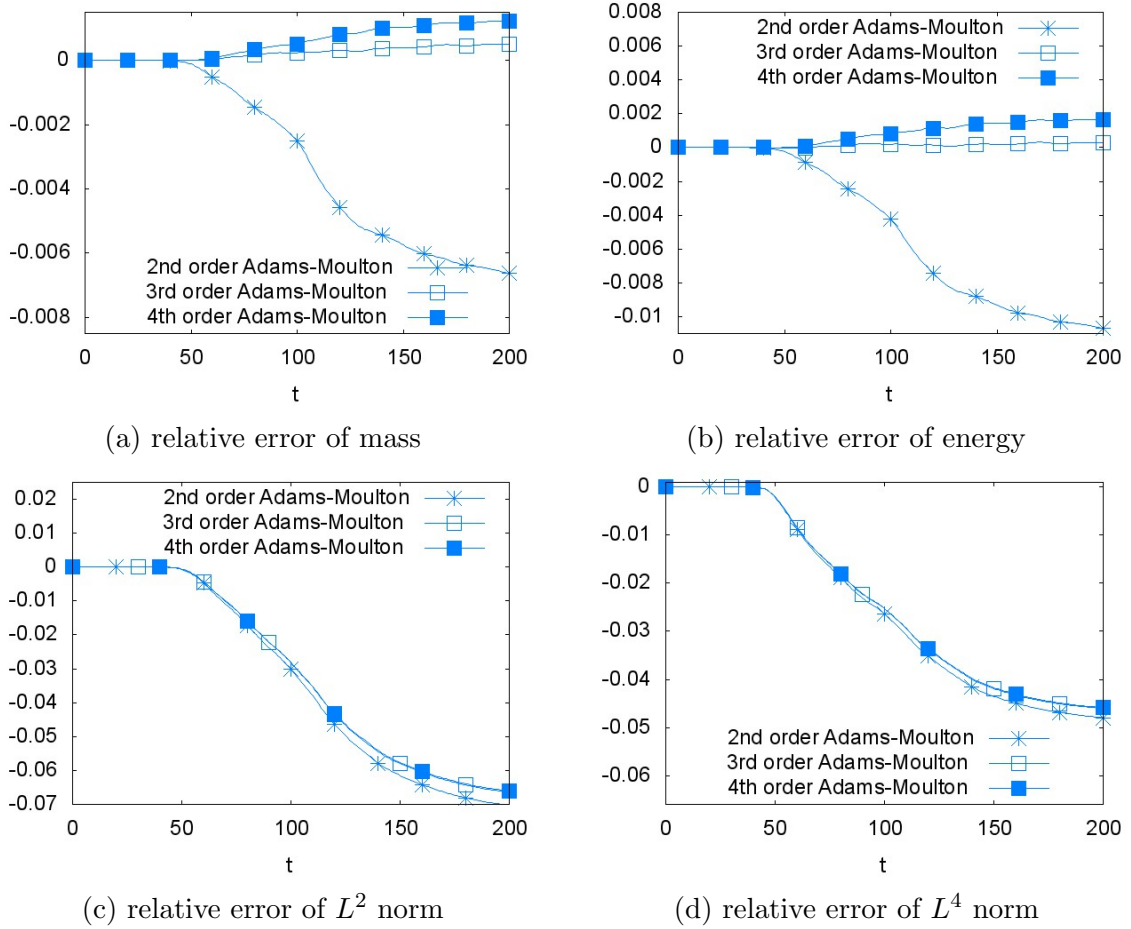 0
-0.002
-0.004
-0.006
-0.008
2nd order Adams-Moulton
3rd order Adams-Moulton
4th order Adams-Moulton
0 50 100 150 200
t
(a) relative error of mass
0.008
0.006
0.004
0.002
0
-0.002
-0.004
-0.006
-0.008
-0.01
2nd order Adams-Moulton
3rd order Adams-Moulton
4th order Adams-Moulton
0 50 100 150 200
t
(b) relative error of energy
0.02
0.01
0
-0.01
-0.02
-0.03
-0.04
-0.05
-0.06
-0.07
2nd order Adams-Moulton
3rd order Adams-Moulton
4th order Adams-Moulton
0 50 100 150 200
t
(c) relative error of L² norm
0
-0.01
-0.02
-0.03
-0.04
-0.05
-0.06
2nd order Adams-Moulton
3rd order Adams-Moulton
4th order Adams-Moulton
0 50 100 150 200
t
(d) relative error of L⁴ norm